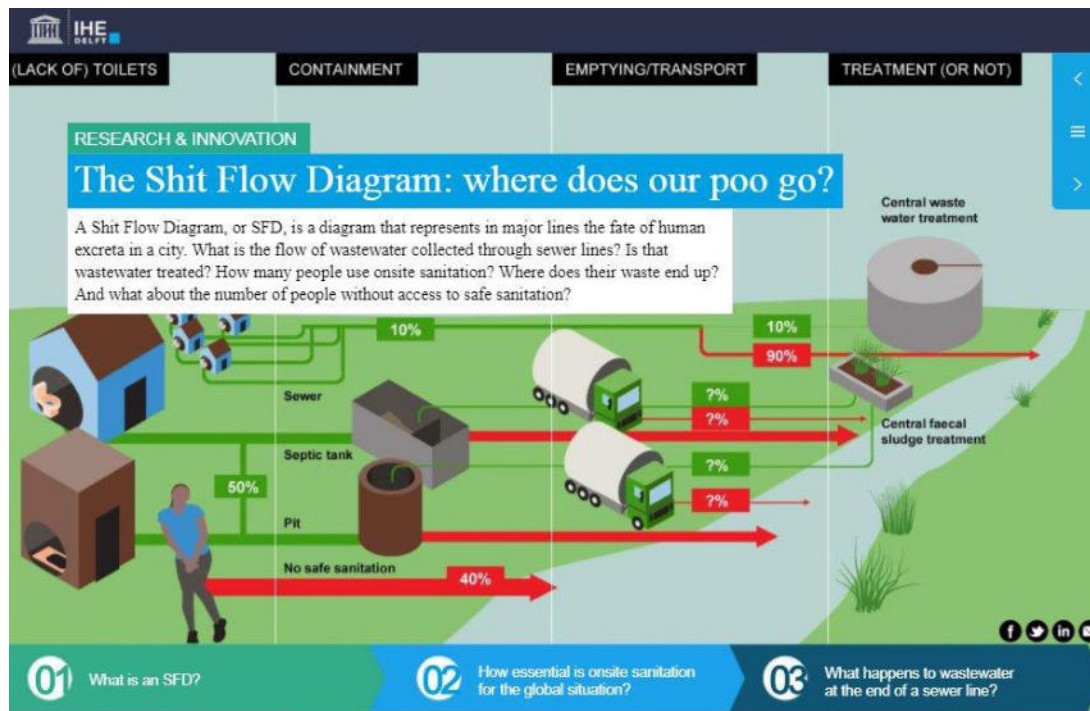 IHE
DELFT
(LACK OF) TOILETS
CONTAINMENT
EMPTYING/TRANSPORT
TREATMENT (OR NOT)
RESEARCH & INNOVATION
The Shit Flow Diagram: where does our poo go?
A Shit Flow Diagram, or SFD, is a diagram that represents in major lines the fate of human
excreta in a city. What is the flow of wastewater collected through sewer lines? Is that
wastewater treated? How many people use onsite sanitation? Where does their waste end up?
And what about the number of people without access to safe sanitation?
Central waste
water treatment
10%
10%
90%
Sewer
?%
?%
Central faecal
sludge treatment
Septic tank
?%
50%
?%
Pit
No safe sanitation
40%
01 What is an SFD?
02 How essential is onsite sanitation
for the global situation?
03 What happens to wastewater
at the end of a sewer line?